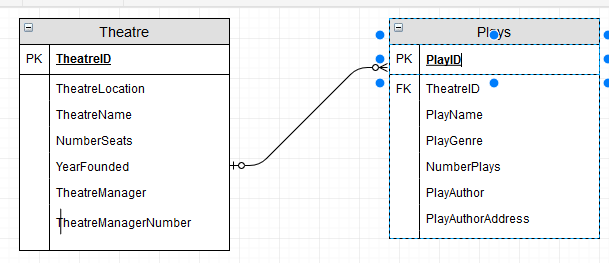 Theatre
PK TheatreID
TheatreLocation
TheatreName
NumberSeats
YearFounded
TheatreManager
TheatreManagerNumber
Plays
PK PlayID
FK TheatreID
PlayName
PlayGenre
NumberPlays
PlayAuthor
PlayAuthorAddress